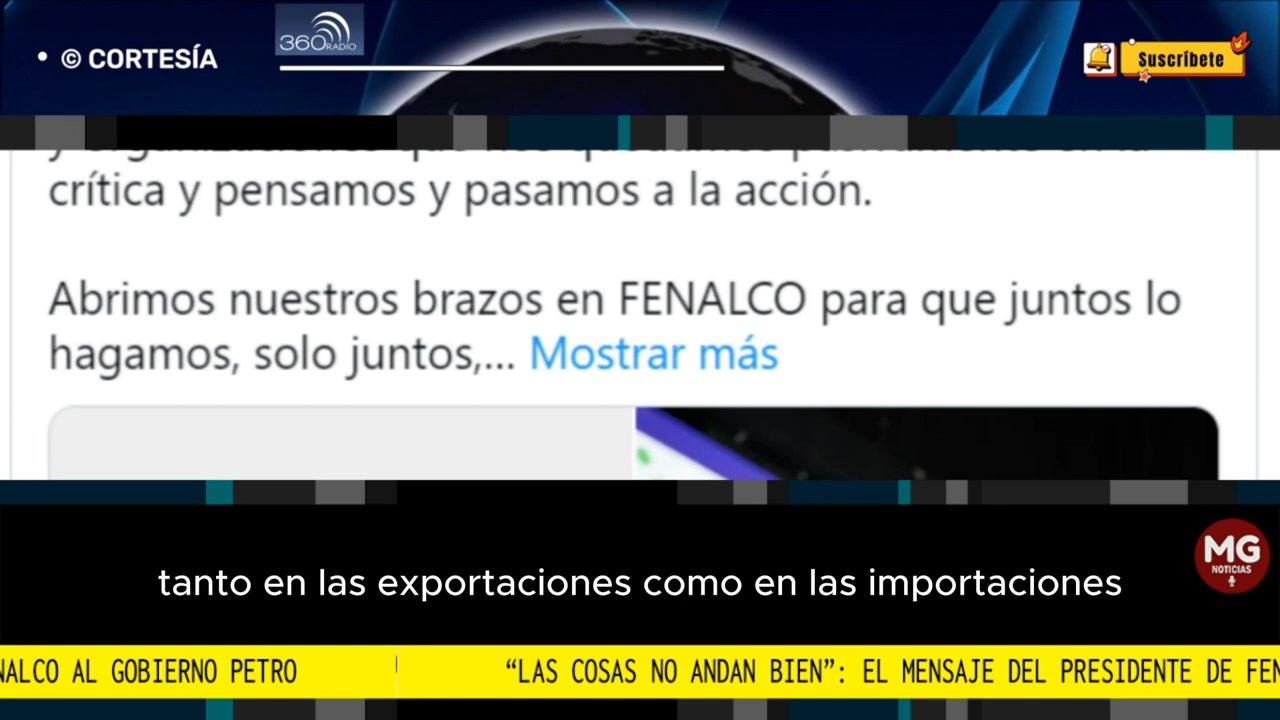 • © CORTESÍA
360RADIO
Suscríbete
crítica y pensamos y pasamos a la acción.
Abrimos nuestros brazos en FENALCO para que juntos lo
hagamos, solo juntos,... Mostrar más
MG
NOTICIAS
tanto en las exportaciones como en las importaciones
NALCO AL GOBIERNO PETRO “LAS COSAS NO ANDAN BIEN”: EL MENSAJE DEL PRESIDENTE DE FEN